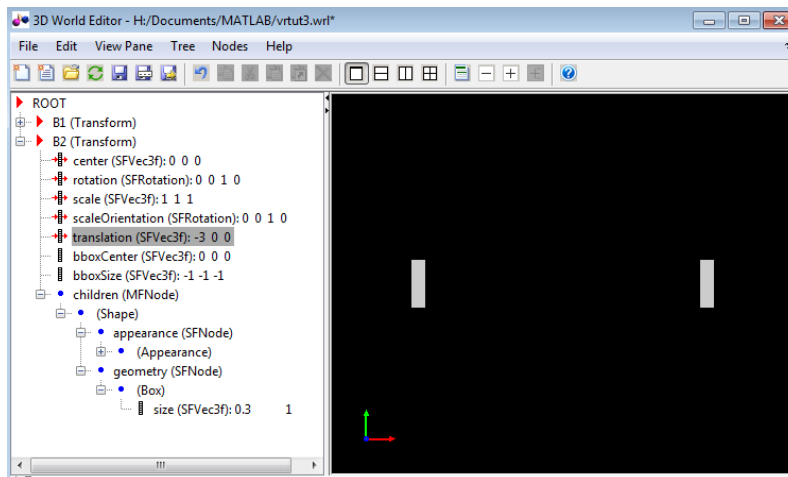 3D World Editor - H:/Documents/MATLAB/vrtut3.wrl*
File Edit View Pane Tree Nodes Help
ROOT
B1 (Transform)
B2 (Transform)
center (SFVec3f): 0 0 0
rotation (SFRotation): 0 0 1 0
scale (SFVec3f): 1 1 1
scaleOrientation (SFRotation): 0 0 1 0
translation (SFVec3f): -3 0 0
bboxCenter (SFVec3f): 0 0 0
bboxSize (SFVec3f): -1 -1 -1
children (MFNode)
(Shape)
appearance (SFNode)
(Appearance)
geometry (SFNode)
(Box)
size (SFVec3f): 0.3 1